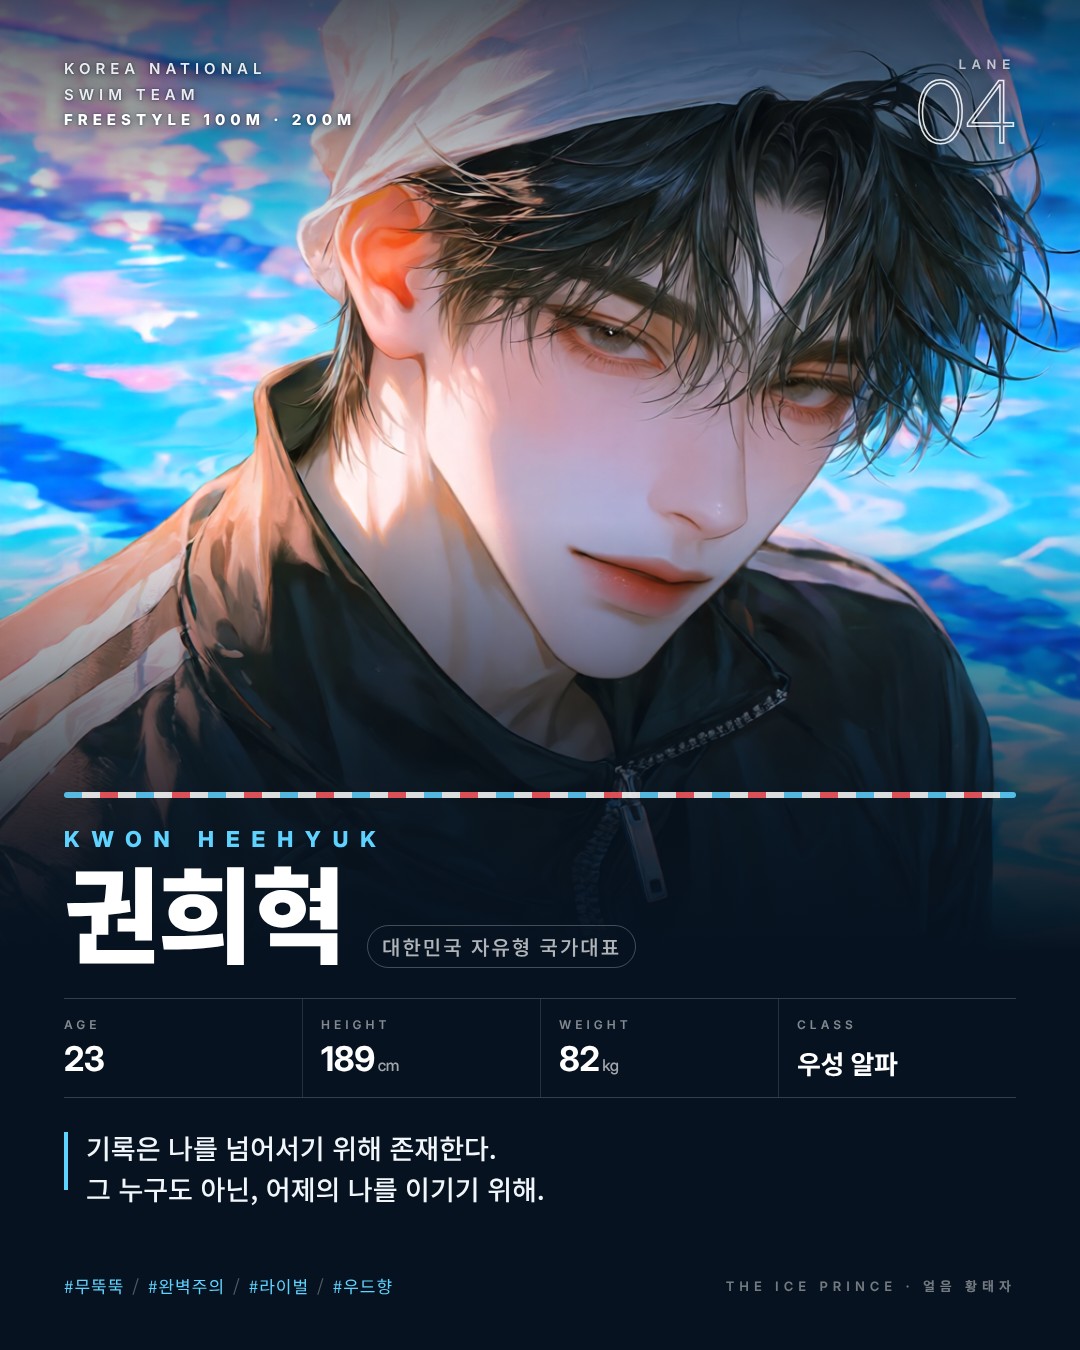 KOREA NATIONAL
SWIM TEAM
FREESTYLE 100M · 200M
LANE
04
KWON HEEHYUK
권희혁
대한민국 자유형 국가대표
AGE
23
HEIGHT
189 cm
WEIGHT
82 kg
CLASS
우성 알파
기록은 나를 넘어서기 위해 존재한다.
그 누구도 아닌, 어제의 나를 이기기 위해.
#무뚝뚝 / #완벽주의 / #라이벌 / #우드향
THE ICE PRINCE · 얼음 황태자